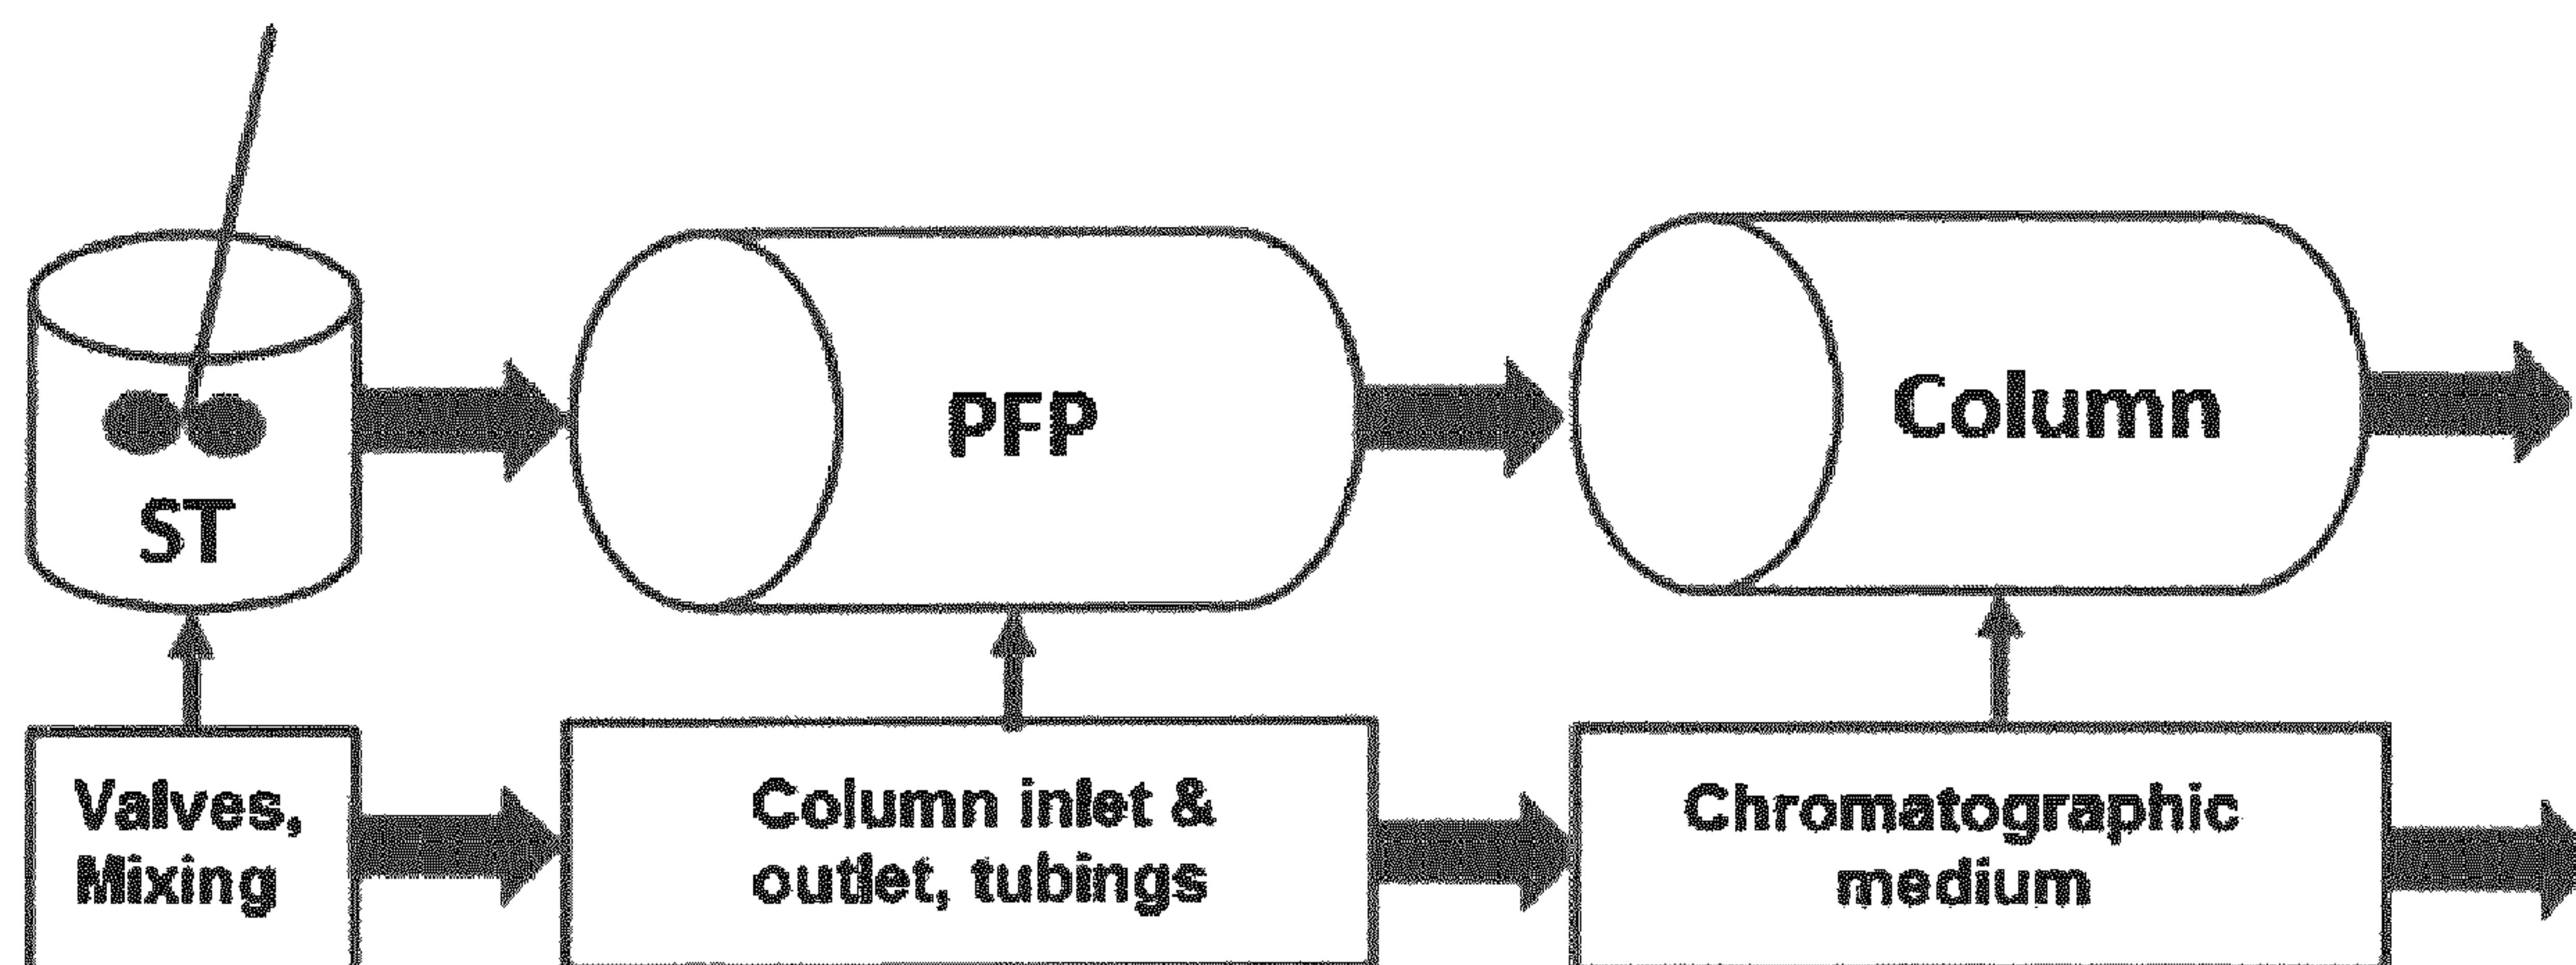 ST
PFP
Column
Valves,
Mixing
Column inlet &
outlet, tubings
Chromatographic
medium